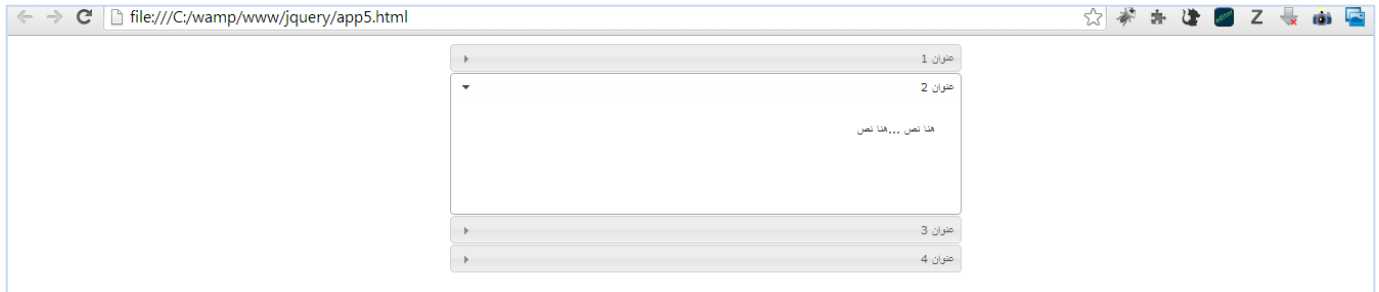 file:///C:/wamp/www/jquery/app5.html
عنوان 1
عنوان 2
هنا نص ...هنا نص
عنوان 3
عنوان 4